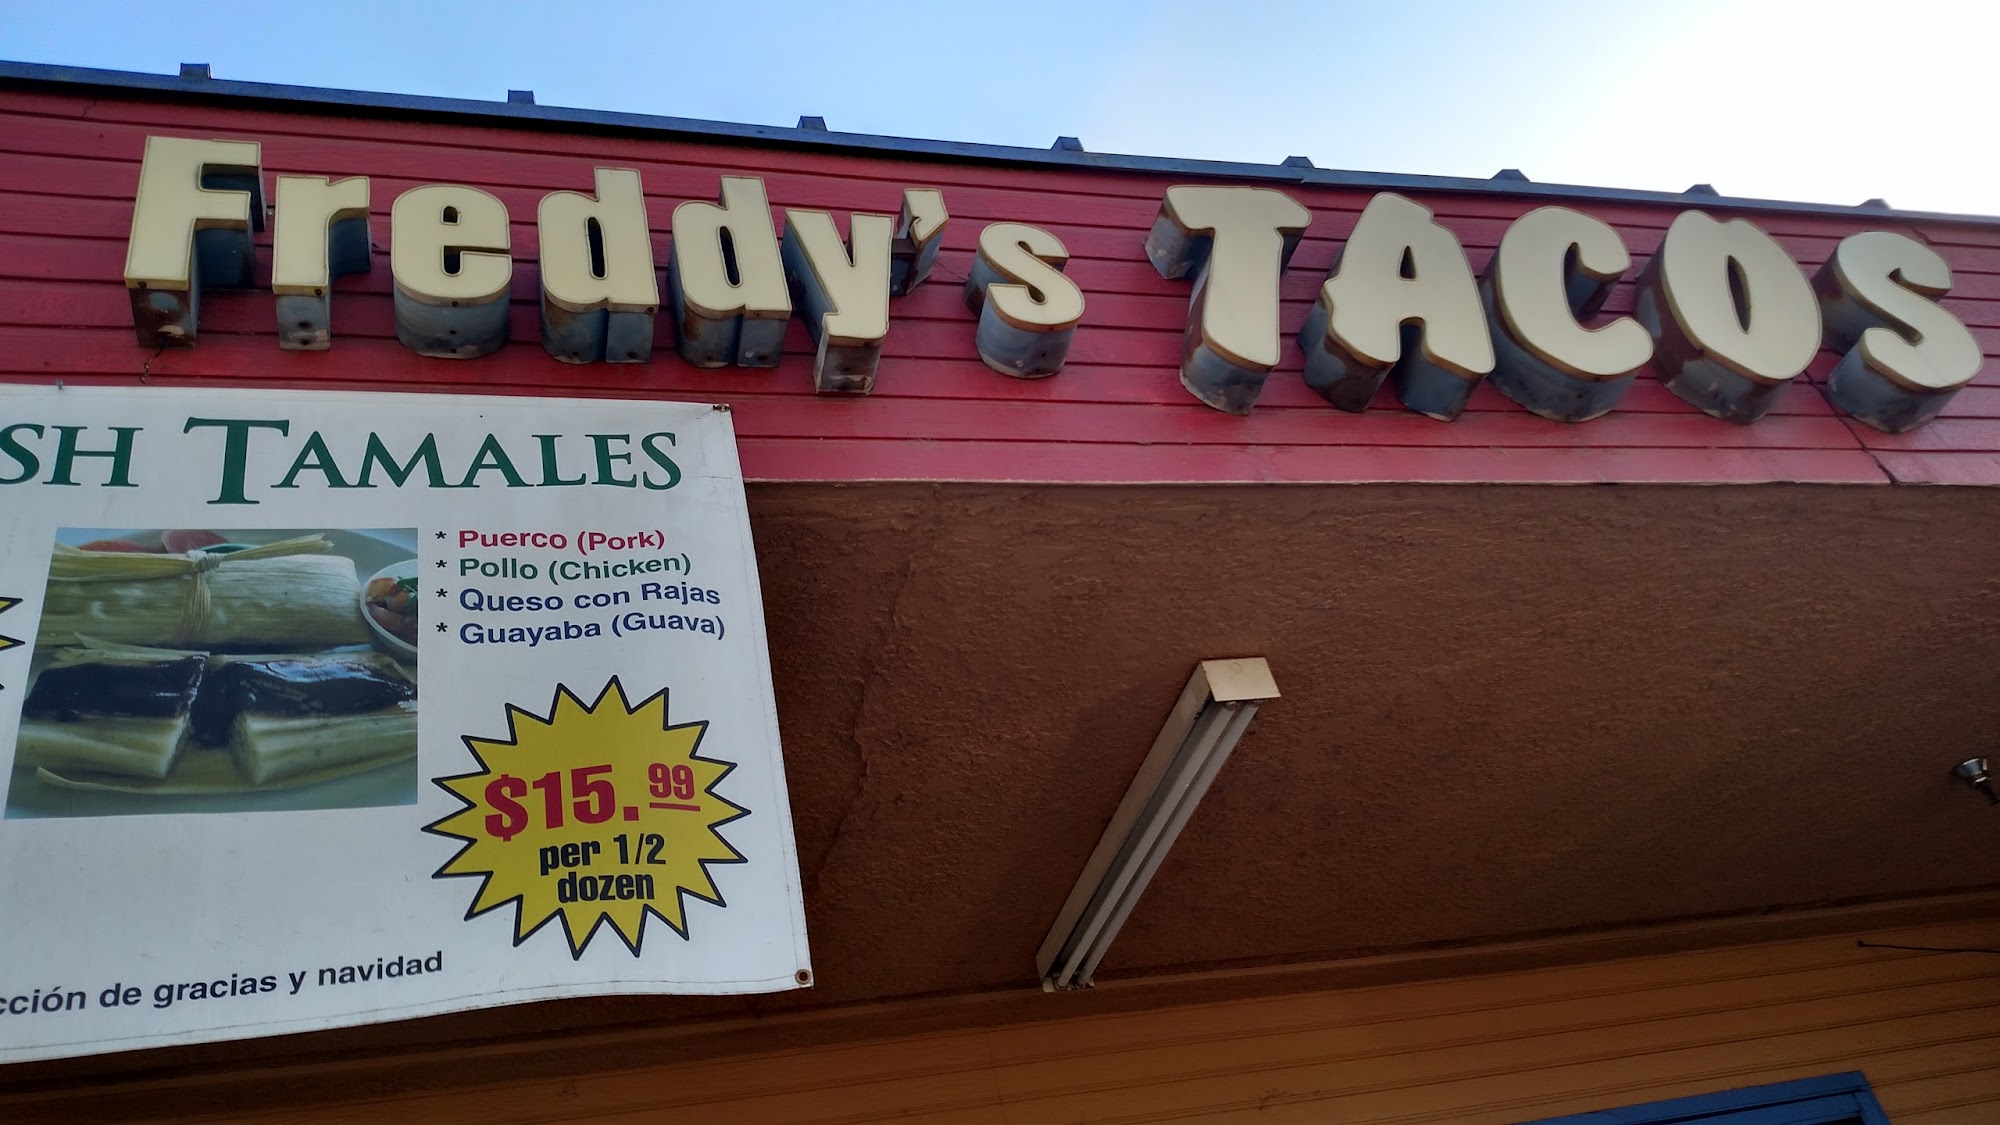 Freddy's TACOS
SH TAMALES
* Puerco (Pork)
* Pollo (Chicken)
* Queso con Rajas
* Guayaba (Guava)
$15.99
per 1/2
dozen
cción de gracias y navidad